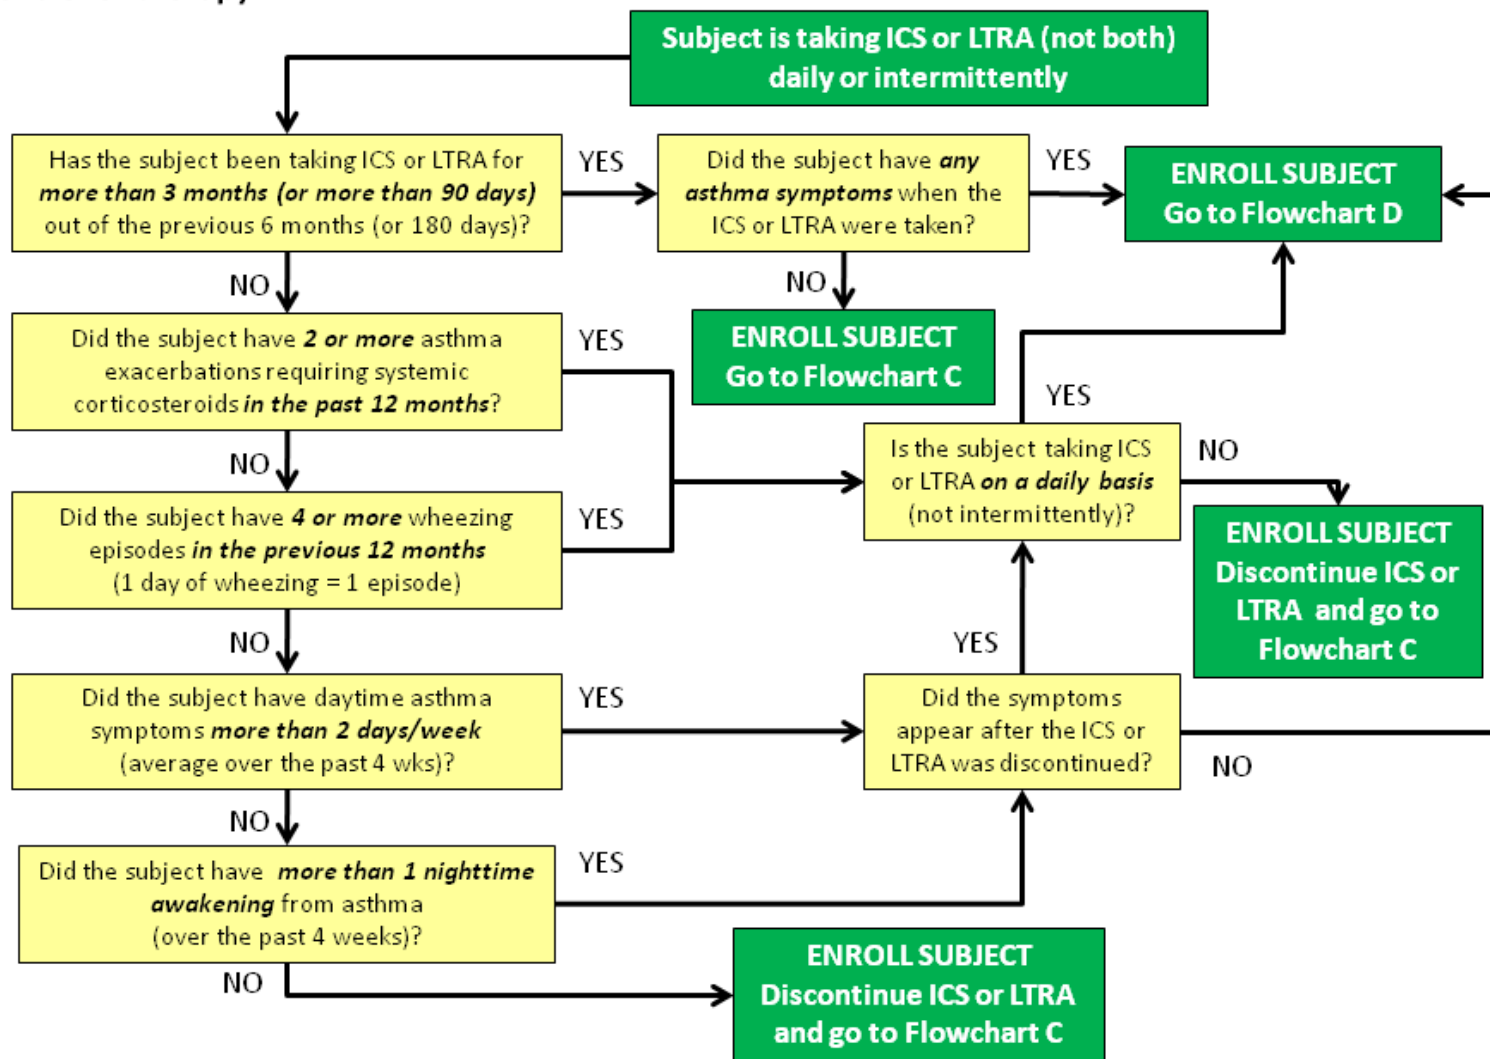 Subject is taking ICS or LTRA (not both)
daily or intermittently
Has the subject been taking ICS or LTRA for
more than 3 months (or more than 90 days)
out of the previous 6 months (or 180 days)?
YES
Did the subject have any
asthma symptoms when the
ICS or LTRA were taken?
YES
ENROLL SUBJECT
Go to Flowchart D
NO
NO
ENROLL SUBJECT
Go to Flowchart C
Did the subject have 2 or more asthma
exacerbations requiring systemic
corticosteroids in the past 12 months?
YES
YES
Is the subject taking ICS
or LTRA on a daily basis
(not intermittently)?
NO
NO
Did the subject have 4 or more wheezing
episodes in the previous 12 months
(1 day of wheezing = 1 episode)
YES
ENROLL SUBJECT
Discontinue ICS or
LTRA and go to
Flowchart C
NO
YES
Did the subject have daytime asthma
symptoms more than 2 days/week
(average over the past 4 wks)?
YES
Did the symptoms
appear after the ICS or
LTRA was discontinued?
NO
NO
Did the subject have more than 1 nighttime
awakening from asthma
(over the past 4 weeks)?
YES
NO
ENROLL SUBJECT
Discontinue ICS or LTRA
and go to Flowchart C